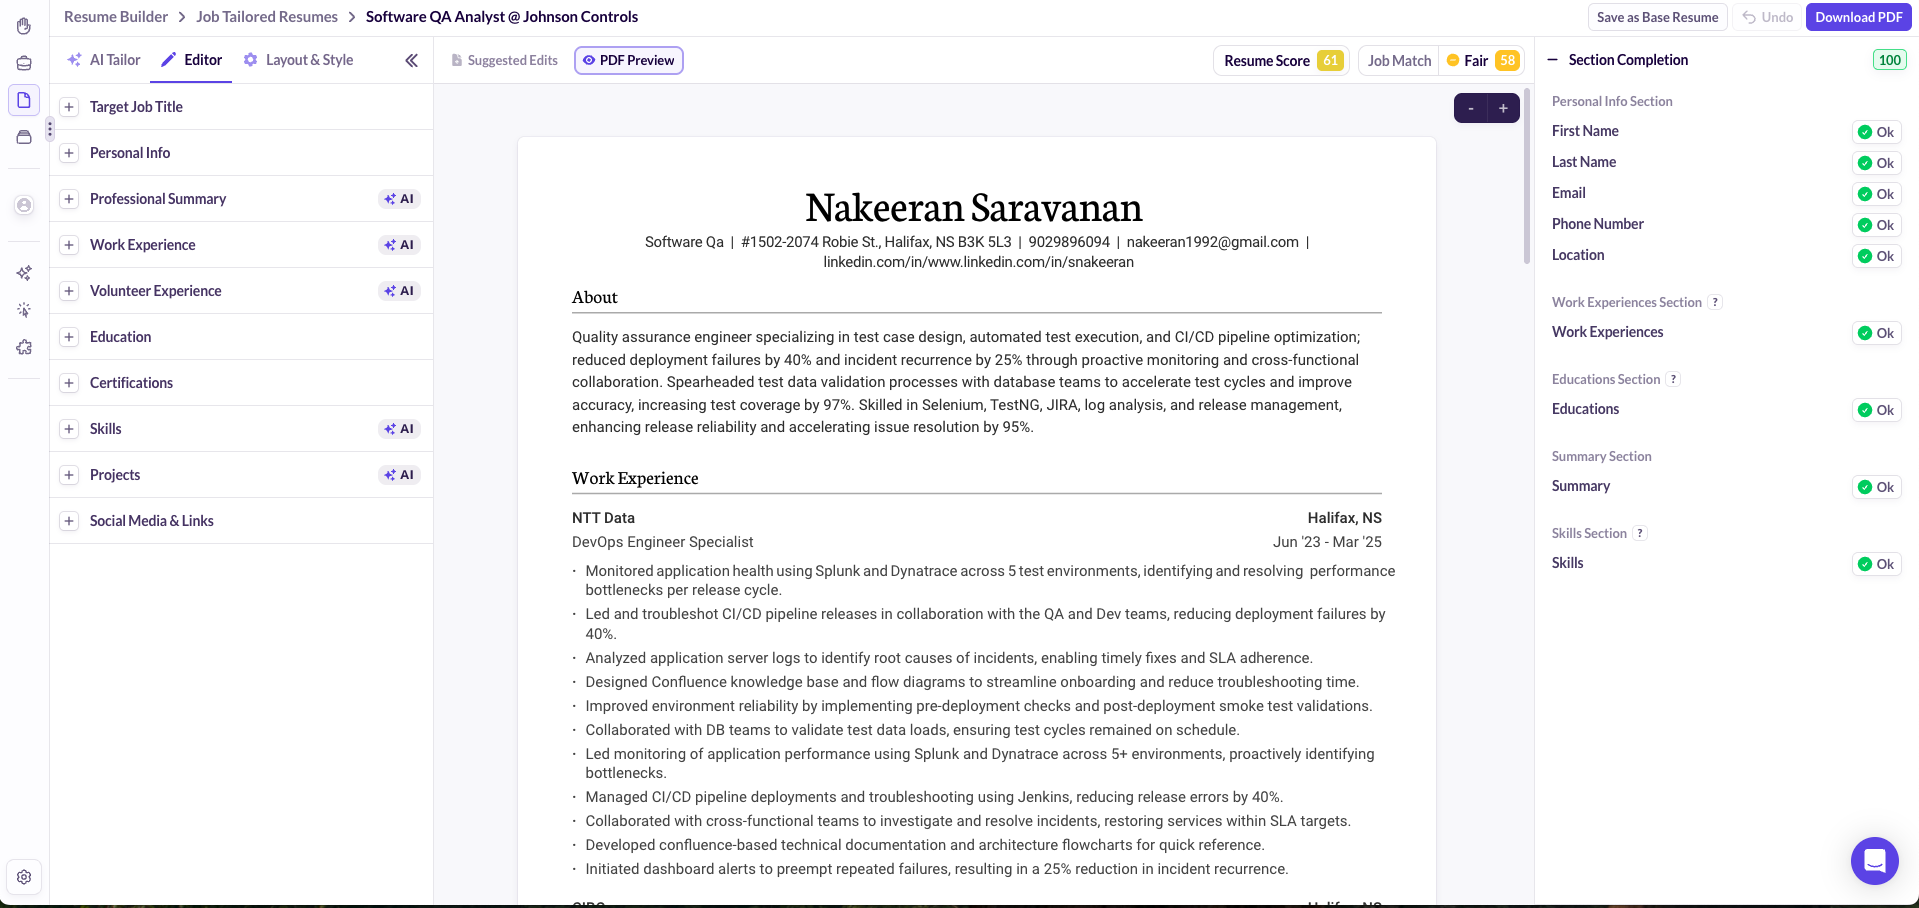 Resume Builder > Job Tailored Resumes > Software QA Analyst @ Johnson Controls
Save as Base Resume
Undo
Download PDF
AI Tailor
Editor
Layout & Style
Suggested Edits
PDF Preview
Resume Score 61
Job Match
Fair 58
Target Job Title
Personal Info
Professional Summary AI
Work Experience AI
Volunteer Experience AI
Education
Certifications
Skills AI
Projects AI
Social Media & Links
- +
Nakeeran Saravanan
Software Qa | #1502-2074 Robie St., Halifax, NS B3K 5L3 | 9029896094 | nakeeran1992@gmail.com |
linkedin.com/in/www.linkedin.com/in/snakeeran
About
Quality assurance engineer specializing in test case design, automated test execution, and CI/CD pipeline optimization;
reduced deployment failures by 40% and incident recurrence by 25% through proactive monitoring and cross-functional
collaboration. Spearheaded test data validation processes with database teams to accelerate test cycles and improve
accuracy, increasing test coverage by 97%. Skilled in Selenium, TestNG, JIRA, log analysis, and release management,
enhancing release reliability and accelerating issue resolution by 95%.
Work Experience
NTT Data Halifax, NS
DevOps Engineer Specialist Jun '23 - Mar '25
· Monitored application health using Splunk and Dynatrace across 5 test environments, identifying and resolving performance
bottlenecks per release cycle.
· Led and troubleshot CI/CD pipeline releases in collaboration with the QA and Dev teams, reducing deployment failures by
40%.
· Analyzed application server logs to identify root causes of incidents, enabling timely fixes and SLA adherence.
· Designed Confluence knowledge base and flow diagrams to streamline onboarding and reduce troubleshooting time.
· Improved environment reliability by implementing pre-deployment checks and post-deployment smoke test validations.
· Collaborated with DB teams to validate test data loads, ensuring test cycles remained on schedule.
· Led monitoring of application performance using Splunk and Dynatrace across 5+ environments, proactively identifying
bottlenecks.
· Managed CI/CD pipeline deployments and troubleshooting using Jenkins, reducing release errors by 40%.
· Collaborated with cross-functional teams to investigate and resolve incidents, restoring services within SLA targets.
· Developed confluence-based technical documentation and architecture flowcharts for quick reference.
· Initiated dashboard alerts to preempt repeated failures, resulting in a 25% reduction in incident recurrence.
Section Completion 100
Personal Info Section
First Name Ok
Last Name Ok
Email Ok
Phone Number Ok
Location Ok
Work Experiences Section ?
Work Experiences Ok
Educations Section ?
Educations Ok
Summary Section
Summary Ok
Skills Section ?
Skills Ok